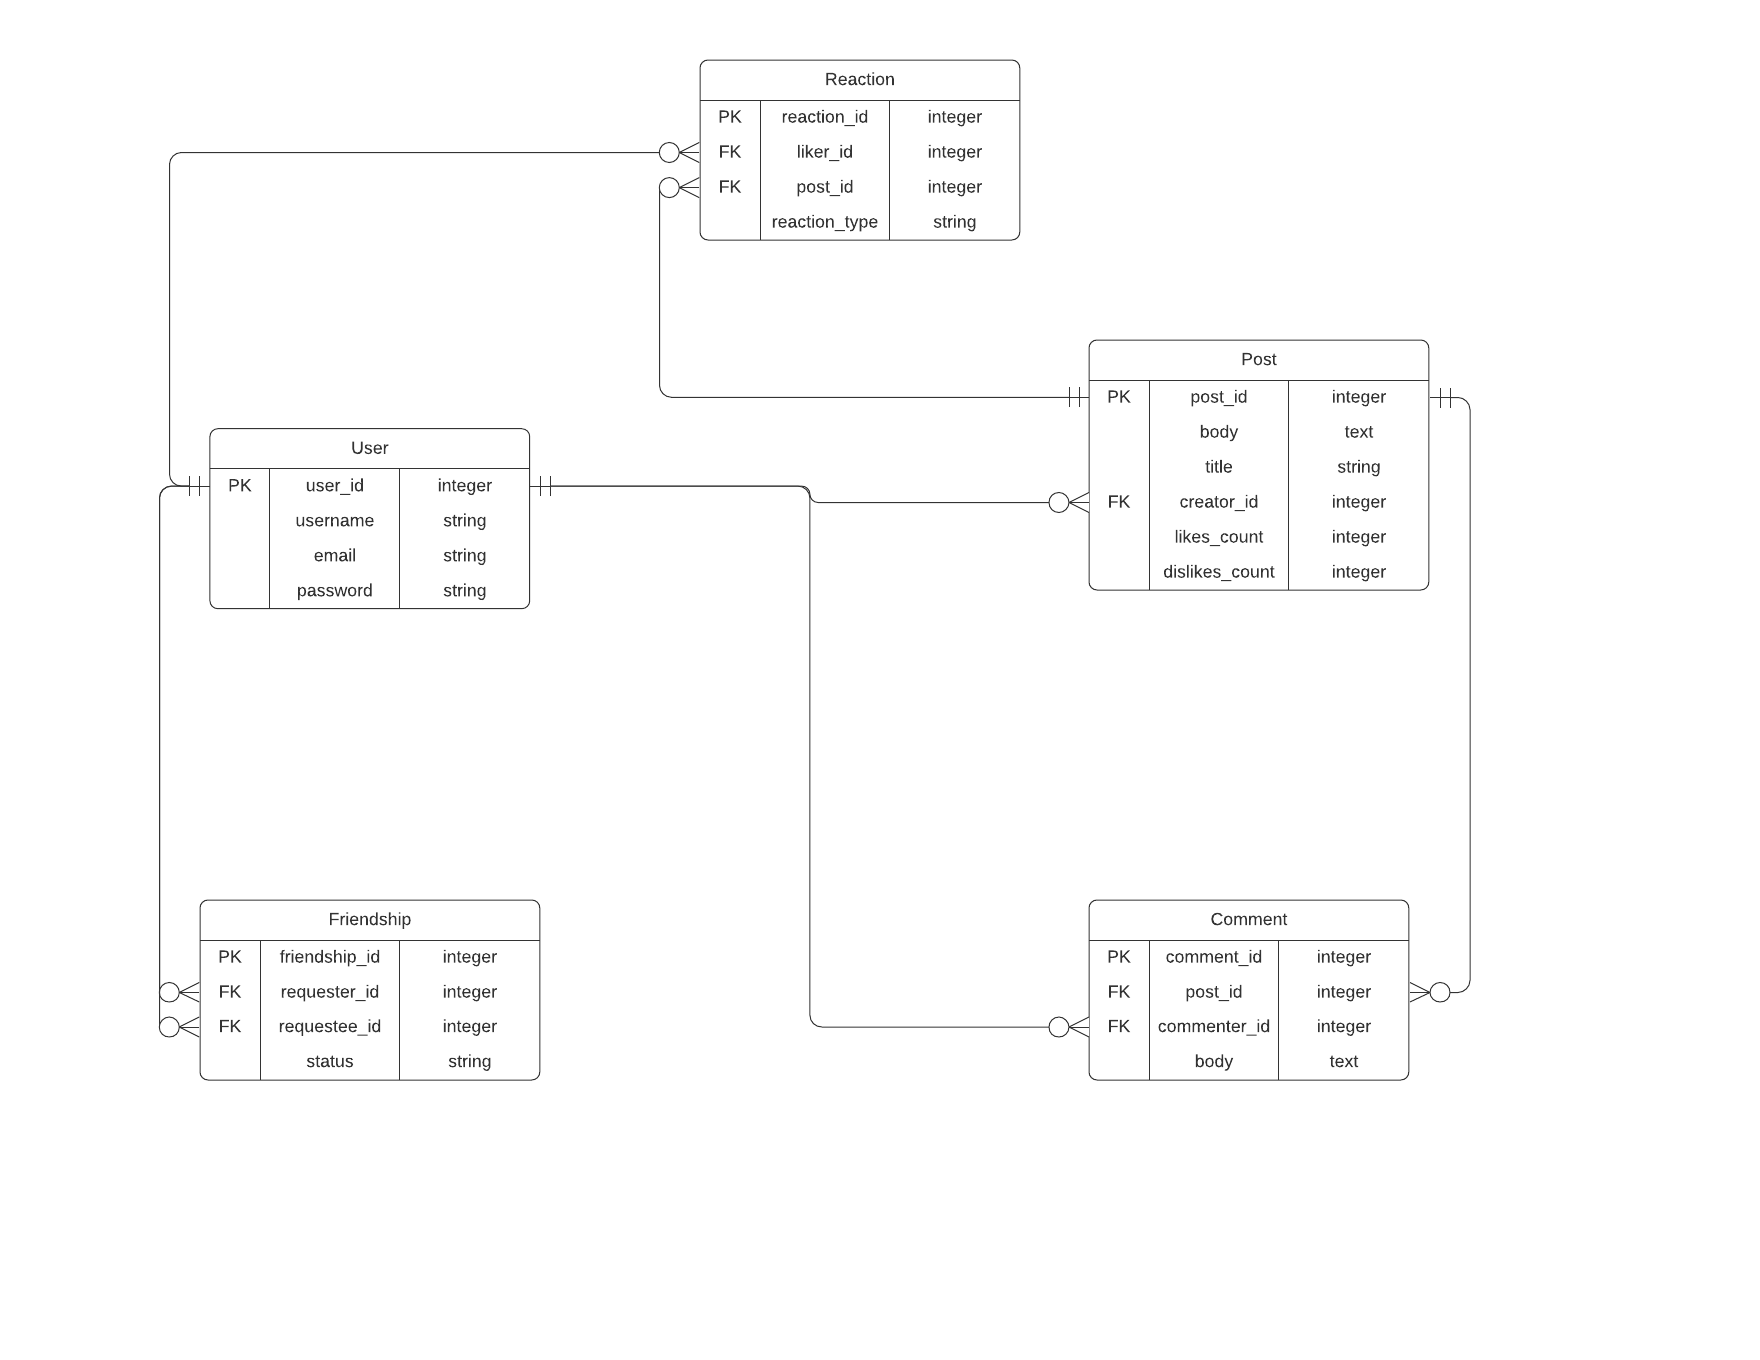 Reaction
PK reaction_id integer
FK liker_id integer
FK post_id integer
reaction_type string
Post
PK post_id integer
body text
title string
FK creator_id integer
likes_count integer
dislikes_count integer
User
PK user_id integer
username string
email string
password string
Friendship
PK friendship_id integer
FK requester_id integer
FK requestee_id integer
status string
Comment
PK comment_id integer
FK post_id integer
FK commenter_id integer
body text